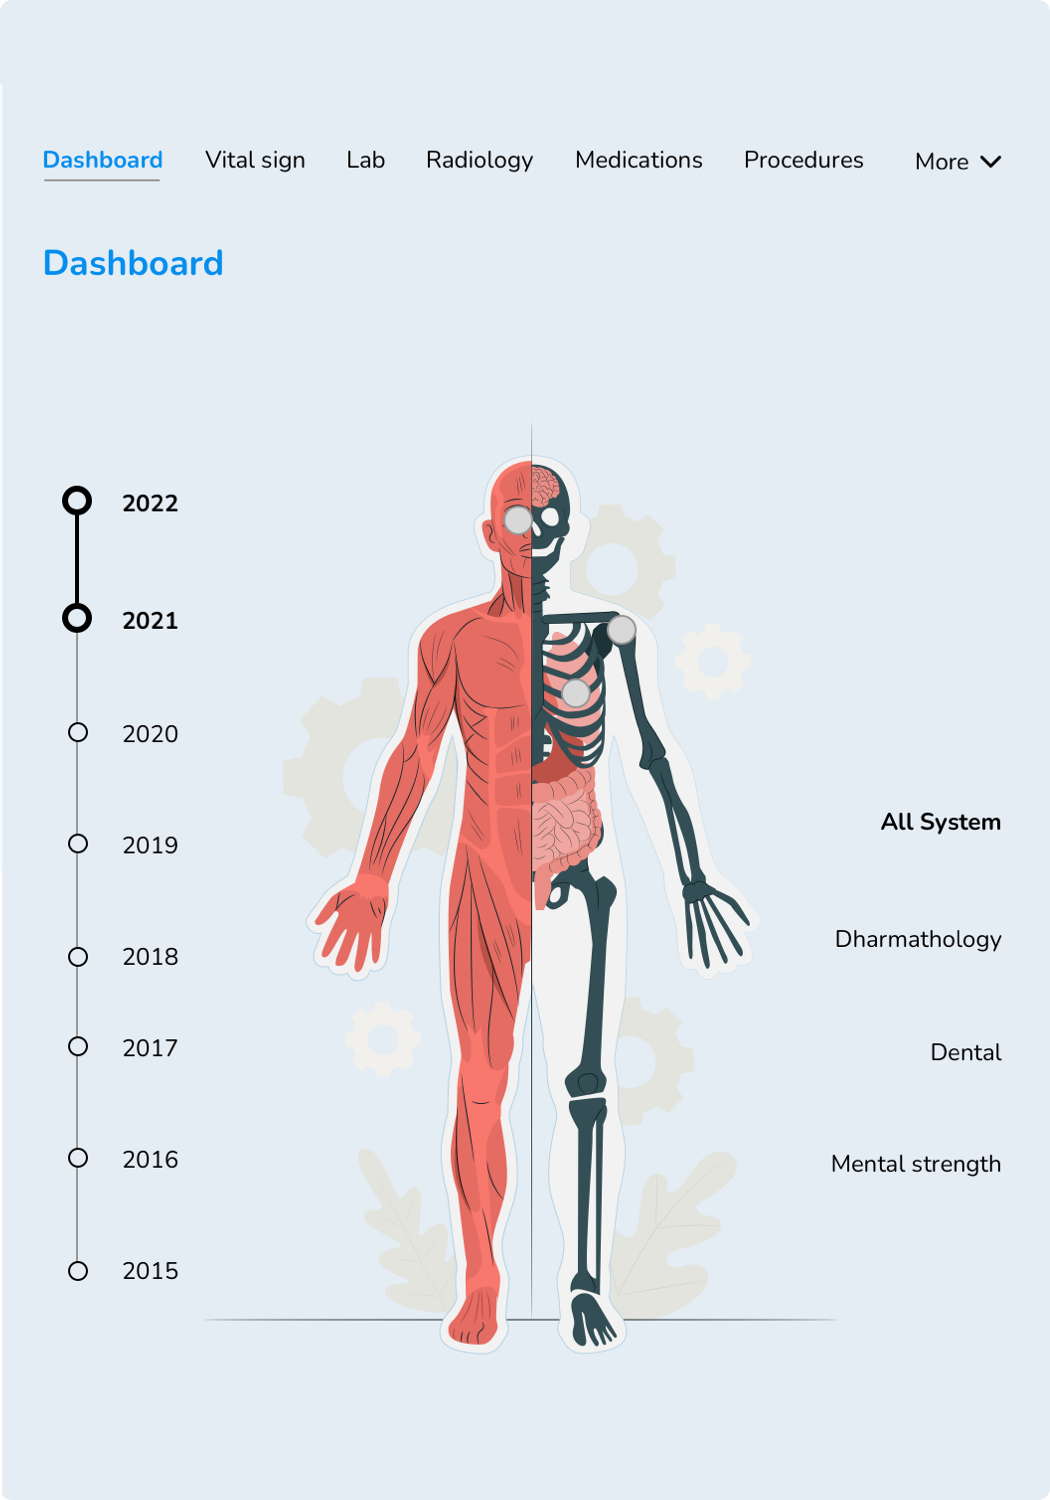 Dashboard Vital sign Lab Radiology Medications Procedures More
Dashboard
2022
2021
2020
2019
2018
2017
2016
2015
All System
Dharmathology
Dental
Mental strength